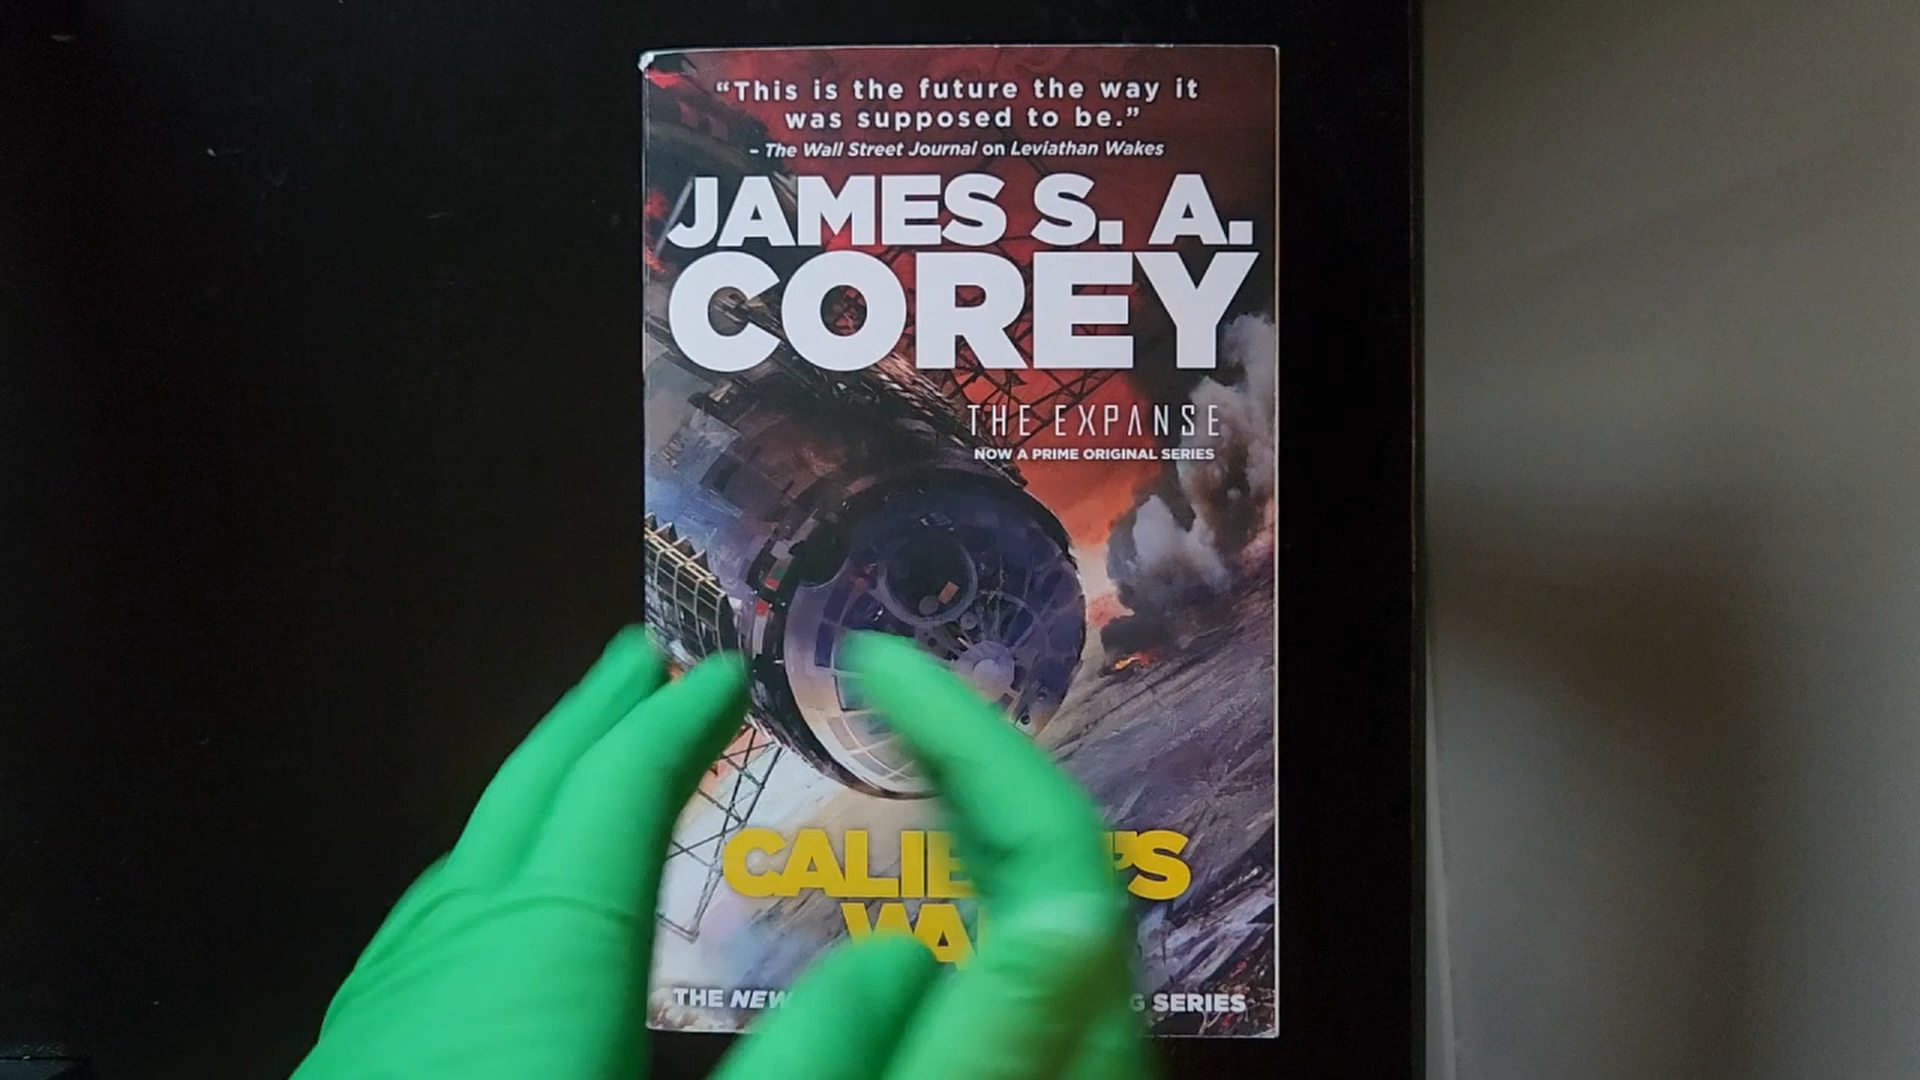 “This is the future the way it
was supposed to be.”
– The Wall Street Journal on Leviathan Wakes
JAMES S. A.
COREY
THE EXPANSE
NOW A PRIME ORIGINAL SERIES
THE NEW
SERIES